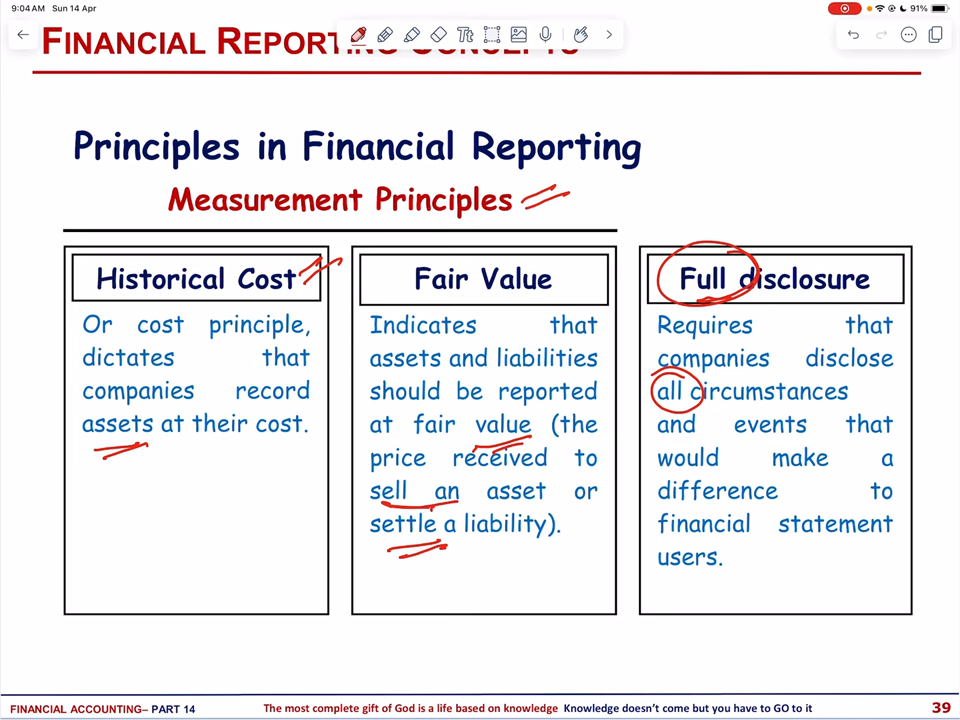 9:04 AM Sun 14 Apr
91%
FINANCIAL REPORTING CONCEPTS
Tt
Principles in Financial Reporting
Measurement Principles
Historical Cost
Or cost principle,
dictates that
companies record
assets at their cost.
Fair Value
Indicates that
assets and liabilities
should be reported
at fair value (the
price received to
sell an asset or
settle a liability).
Full disclosure
Requires that
companies disclose
all circumstances
and events that
would make a
difference to
financial statement
users.
FINANCIAL ACCOUNTING– PART 14
The most complete gift of God is a life based on knowledge Knowledge doesn't come but you have to GO to it
39